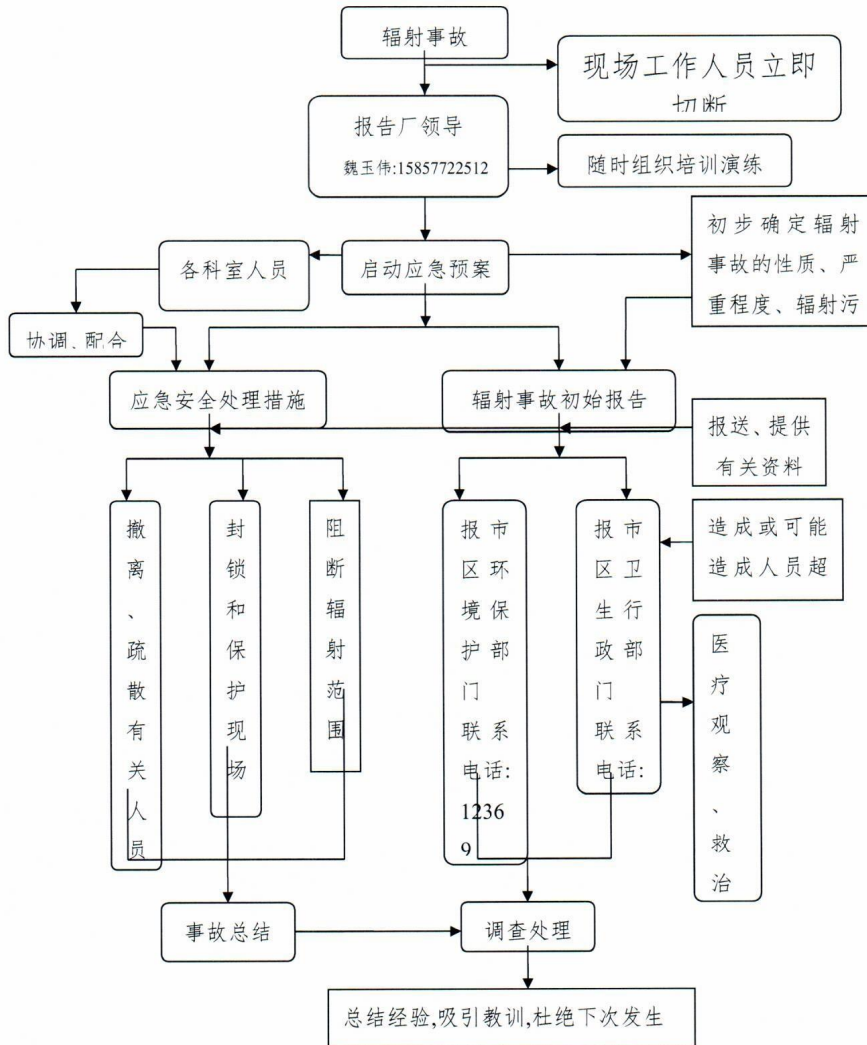 辐射事故
现场工作人员立即
切断
报告厂领导
魏玉伟:15857722512
随时组织培训演练
初步确定辐射
事故的性质、严
重程度、辐射污
各科室人员
启动应急预案
协调、配合
应急安全处理措施
辐射事故初始报告
报送、提供
有关资料
撤离、疏散有关人员
封锁和保护现场
阻断辐射范围
报市
区环
境保
护部
门
联系
电话:
1236
9
报市
区卫
生行
政部
门
联系
电话:
造成或可能
造成人员超
医疗观察、救治
事故总结
调查处理
总结经验,吸引教训,杜绝下次发生